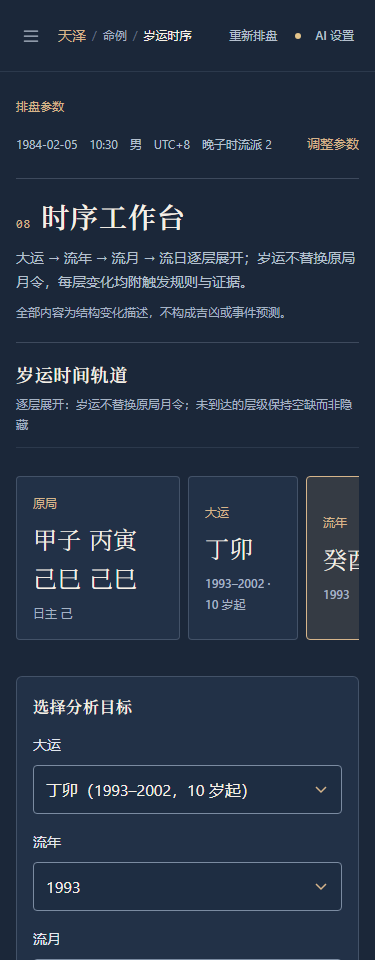 天泽 / 命例 / 岁运时序 重新排盘 AI 设置
排盘参数
1984-02-05 10:30 男 UTC+8 晚子时流派 2 调整参数
08 时序工作台
大运 → 流年 → 流月 → 流日逐层展开；岁运不替换原局
月令，每层变化均附触发规则与证据。
全部内容为结构变化描述，不构成吉凶或事件预测。
岁运时间轨道
逐层展开：岁运不替换原局月令；未到达的层级保持空缺而非隐
藏
原局
甲子 丙寅
己巳 己巳
日主 己
大运
丁卯
1993–2002 ·
10 岁起
流年
癸酉
1993
选择分析目标
大运
丁卯（1993–2002，10 岁起）
流年
1993
流月